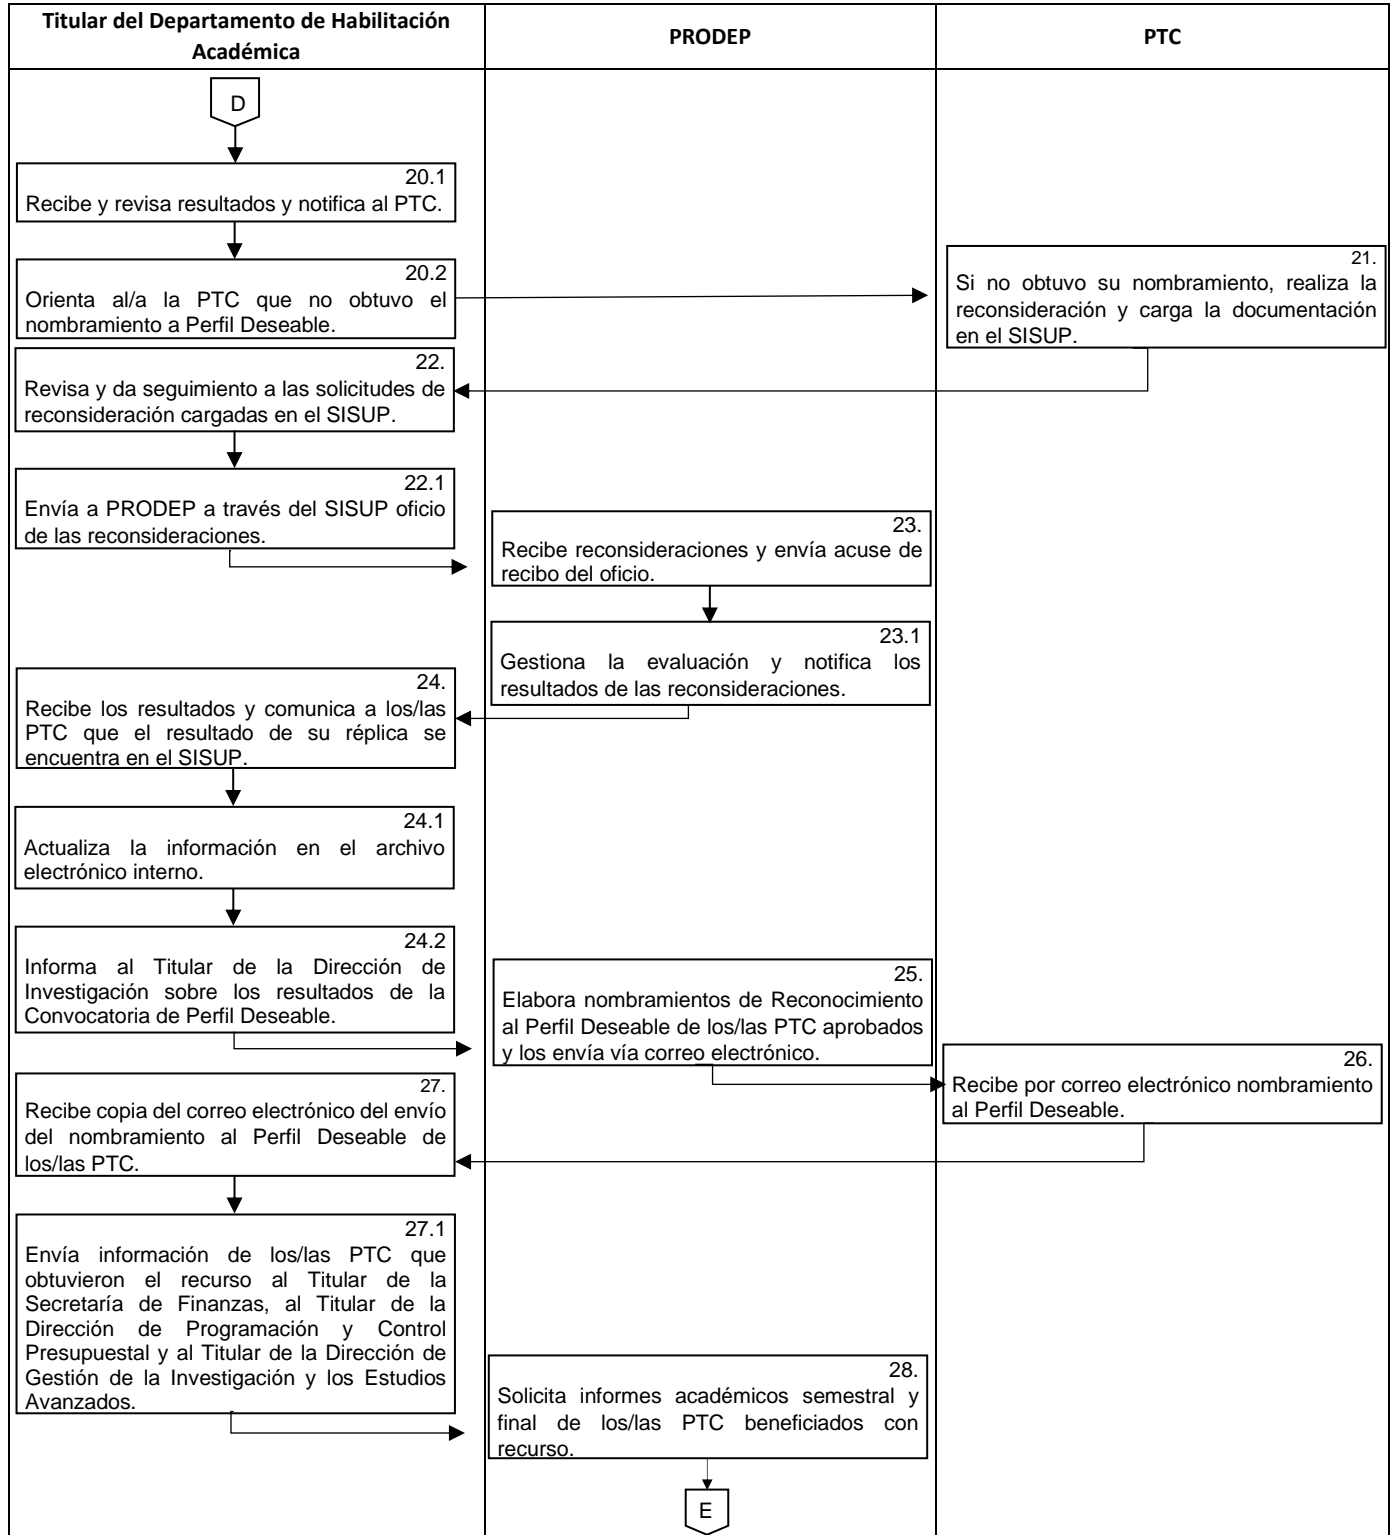 Titular del Departamento de Habilitación
Académica
PRODEP
PTC
D
20.1
Recibe y revisa resultados y notifica al PTC.
20.2
Orienta al/a la PTC que no obtuvo el
nombramiento a Perfil Deseable.
21.
Si no obtuvo su nombramiento, realiza la
reconsideración y carga la documentación
en el SISUP.
22.
Revisa y da seguimiento a las solicitudes de
reconsideración cargadas en el SISUP.
22.1
Envía a PRODEP a través del SISUP oficio
de las reconsideraciones.
23.
Recibe reconsideraciones y envía acuse de
recibo del oficio.
23.1
Gestiona la evaluación y notifica los
resultados de las reconsideraciones.
24.
Recibe los resultados y comunica a los/las
PTC que el resultado de su réplica se
encuentra en el SISUP.
24.1
Actualiza la información en el archivo
electrónico interno.
24.2
Informa al Titular de la Dirección de
Investigación sobre los resultados de la
Convocatoria de Perfil Deseable.
25.
Elabora nombramientos de Reconocimiento
al Perfil Deseable de los/las PTC aprobados
y los envía vía correo electrónico.
26.
Recibe por correo electrónico nombramiento
al Perfil Deseable.
27.
Recibe copia del correo electrónico del envío
del nombramiento al Perfil Deseable de
los/las PTC.
27.1
Envía información de los/las PTC que
obtuvieron el recurso al Titular de la
Secretaría de Finanzas, al Titular de la
Dirección de Programación y Control
Presupuestal y al Titular de la Dirección de
Gestión de la Investigación y los Estudios
Avanzados.
28.
Solicita informes académicos semestral y
final de los/las PTC beneficiados con
recurso.
E